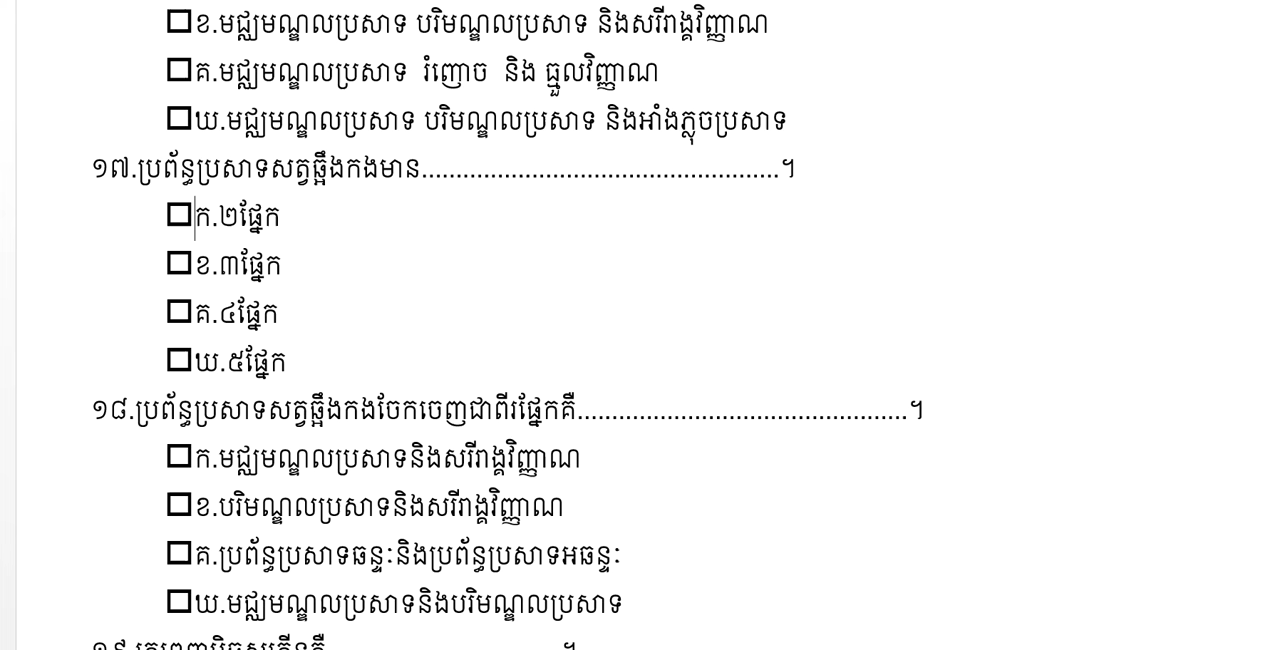 ខ.មជ្ឈមណ្ឌលប្រសាទ បរិមណ្ឌលប្រសាទ និងសរីរាង្គវិញ្ញាណ
គ.មជ្ឈមណ្ឌលប្រសាទ រំញោច និង ធ្មួលវិញ្ញាណ
ឃ.មជ្ឈមណ្ឌលប្រសាទ បរិមណ្ឌលប្រសាទ និងអាំងភ្លុចប្រសាទ
១៧.ប្រព័ន្ធប្រសាទសត្វឆ្អឹងកងមាន....................................................។
ក.២ផ្នែក
ខ.៣ផ្នែក
គ.៤ផ្នែក
ឃ.៥ផ្នែក
១៨.ប្រព័ន្ធប្រសាទសត្វឆ្អឹងកងចែកចេញជាពីរផ្នែកគឺ................................................។
ក.មជ្ឈមណ្ឌលប្រសាទនិងសរីរាង្គវិញ្ញាណ
ខ.បរិមណ្ឌលប្រសាទនិងសរីរាង្គវិញ្ញាណ
គ.ប្រព័ន្ធប្រសាទឆន្ទៈនិងប្រព័ន្ធប្រសាទអឆន្ទៈ
ឃ.មជ្ឈមណ្ឌលប្រសាទនិងបរិមណ្ឌលប្រសាទ